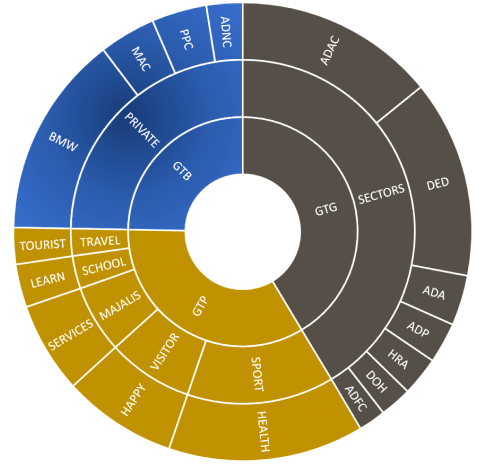 GTG
SECTORS
ADAC
DED
ADA
ADP
HRA
DOH
ADFC
GTP
SPORT
HEALTH
VISITOR
HAPPY
MAJALIS
SERVICES
SCHOOL
LEARN
TRAVEL
TOURIST
GTB
PRIVATE
BMW
MAC
PPC
ADNC